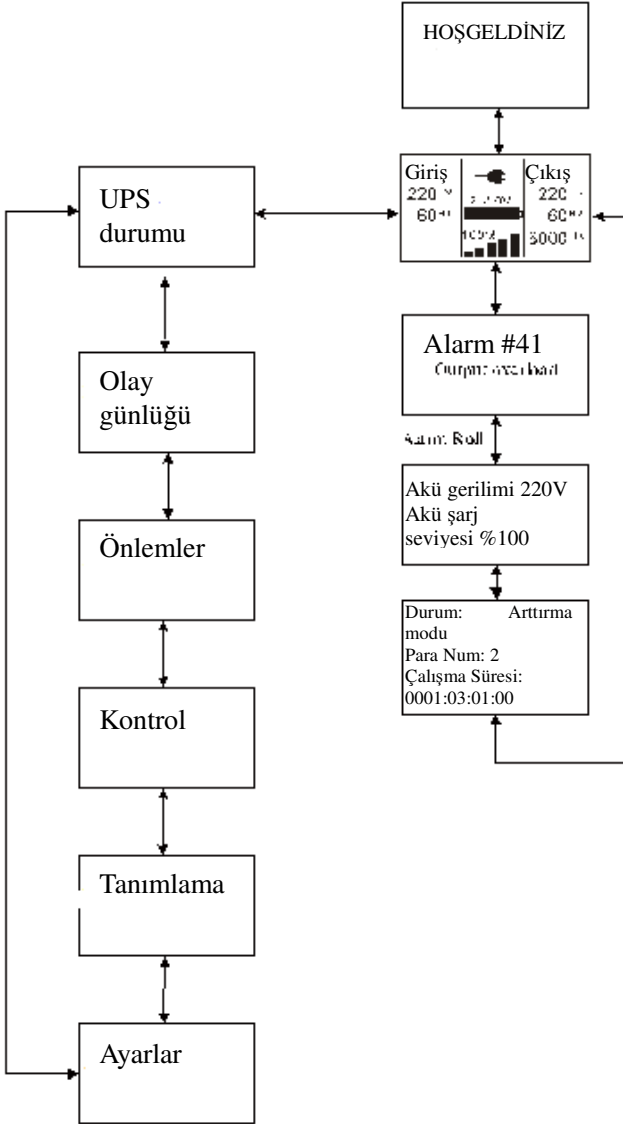 HOŞGELDİNİZ
Giriş
220
60
Çıkış
220
60
UPS
durumu
Alarm #41
Olay
günlüğü
Akü gerilimi 220V
Akü şarj
seviyesi %100
Önlemler
Durum: Arttırma
modu
Para Num: 2
Çalışma Süresi:
0001:03:01:00
Kontrol
Tanımlama
Ayarlar